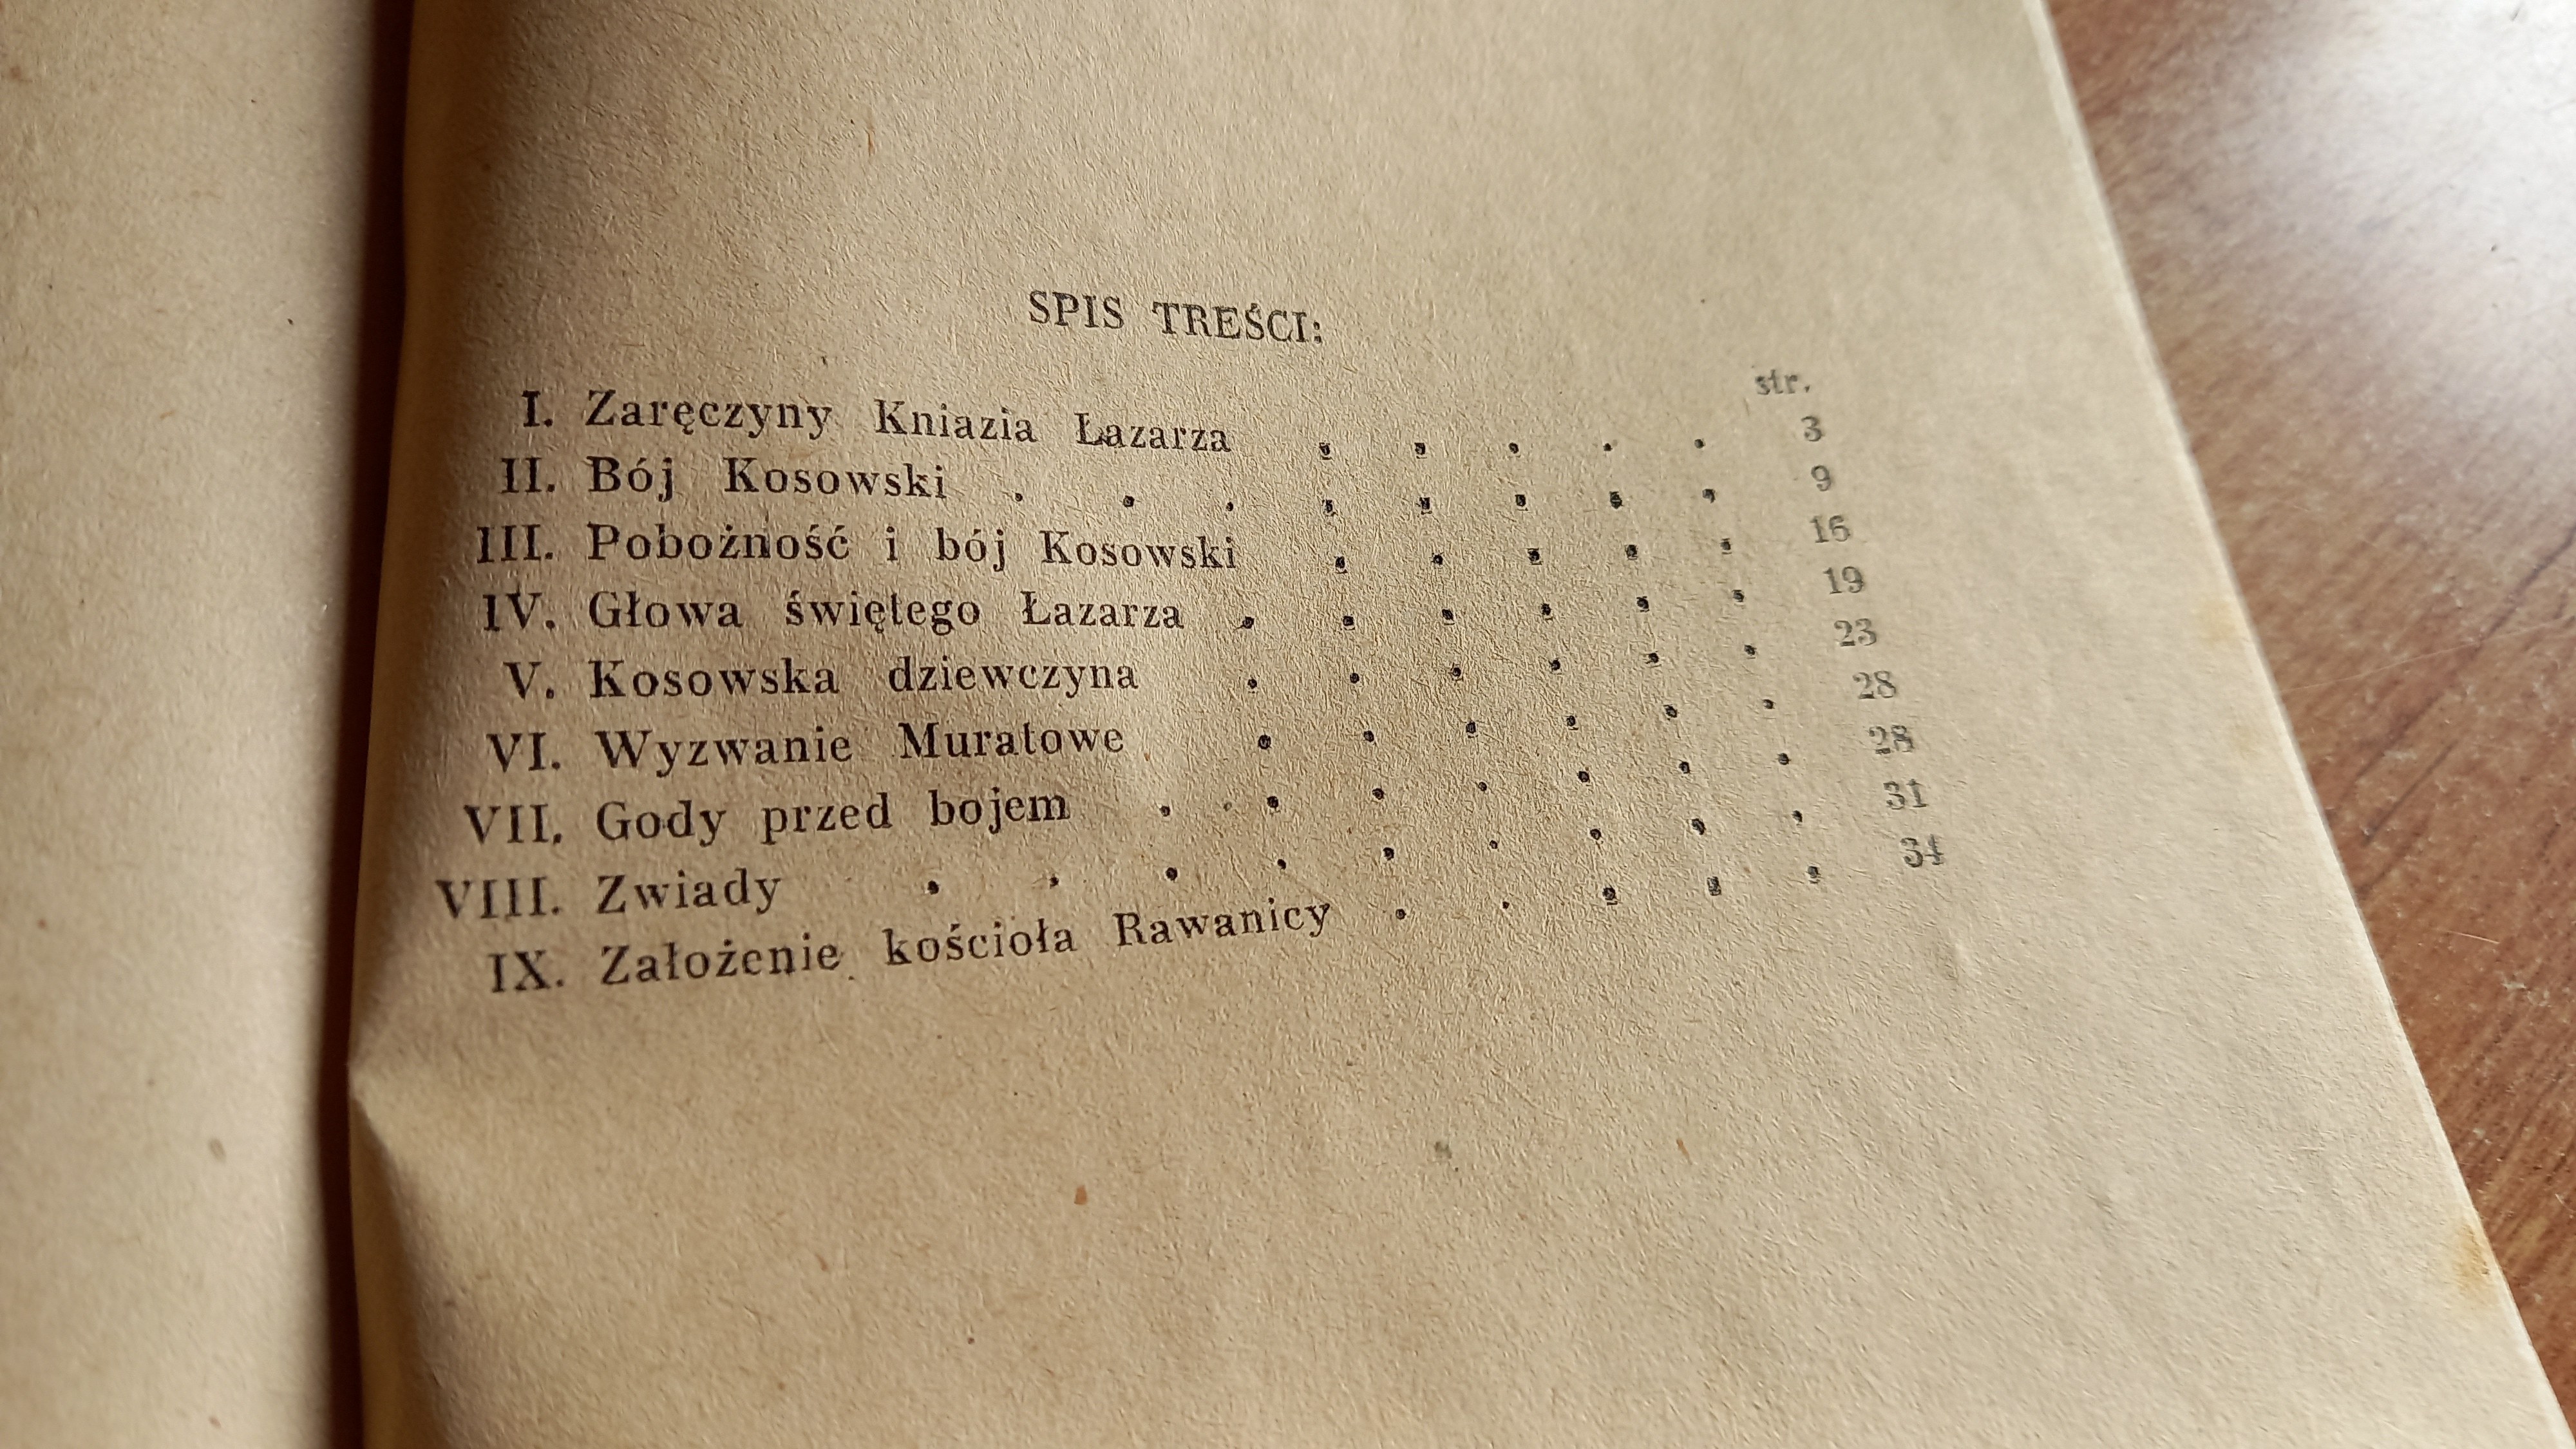 SPIS TREŚCI:
str.
I. Zaręczyny Kniazia Łazarza . . . . . 3
II. Bój Kosowski . . . . . . . . 9
III. Pobożność i bój Kosowski . . . . . 16
IV. Głowa świętego Łazarza . . . . . . 19
V. Kosowska dziewczyna . . . . . . 23
VI. Wyzwanie Muratowe . . . . . . 28
VII. Gody przed bojem . . . . . . . 28
VIII. Zwiady . . . . . . . . . 31
IX. Założenie kościoła Rawanicy . . . . . 34